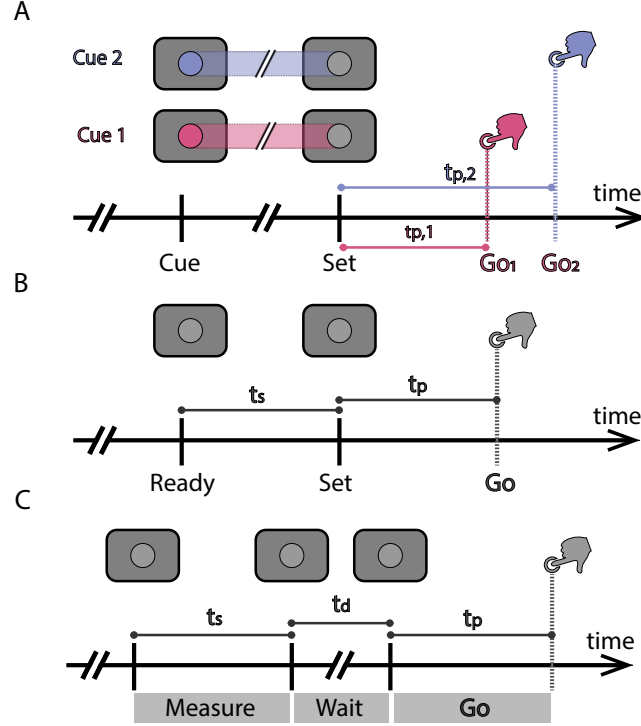 A
Cue 2
Cue 1
tp,2
time
tp,1
Cue
Set
Go1
Go2
B
ts
tp
time
Ready
Set
Go
C
ts
td
tp
time
Measure
Wait
Go